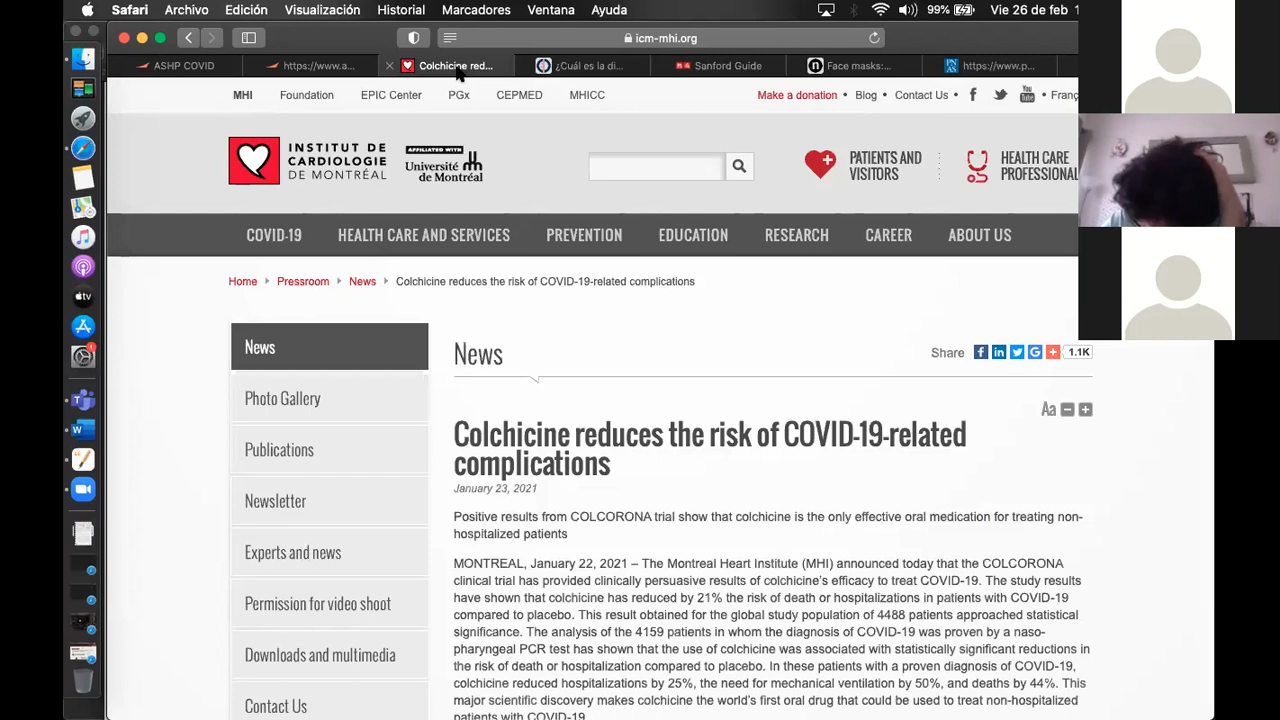 Safari Archivo Edición Visualización Historial Marcadores Ventana Ayuda 99% Vie 26 de feb 1
icm-mhi.org
ASHP COVID https://www.a... Colchicine red... ¿Cuál es la di... Sanford Guide Face masks:... https://www.p...
MHI Foundation EPIC Center PGx CEPMED MHICC Make a donation • Blog • Contact Us • Franç
INSTITUT DE CARDIOLOGIE DE MONTRÉAL
AFFILIATED WITH Université de Montréal
PATIENTS AND VISITORS
HEALTH CARE PROFESSIONAL
COVID-19 HEALTH CARE AND SERVICES PREVENTION EDUCATION RESEARCH CAREER ABOUT US
Home Pressroom News Colchicine reduces the risk of COVID-19-related complications
News
Photo Gallery
Publications
Newsletter
Experts and news
Permission for video shoot
Downloads and multimedia
Contact Us
News
Share 1.1K
Aa
Colchicine reduces the risk of COVID-19-related
complications
January 23, 2021
Positive results from COLCORONA trial show that colchicine is the only effective oral medication for treating non-
hospitalized patients
MONTREAL, January 22, 2021 – The Montreal Heart Institute (MHI) announced today that the COLCORONA
clinical trial has provided clinically persuasive results of colchicine's efficacy to treat COVID-19. The study results
have shown that colchicine has reduced by 21% the risk of death or hospitalizations in patients with COVID-19
compared to placebo. This result obtained for the global study population of 4488 patients approached statistical
significance. The analysis of the 4159 patients in whom the diagnosis of COVID-19 was proven by a naso-
pharyngeal PCR test has shown that the use of colchicine was associated with statistically significant reductions in
the risk of death or hospitalization compared to placebo. In these patients with a proven diagnosis of COVID-19,
colchicine reduced hospitalizations by 25%, the need for mechanical ventilation by 50%, and deaths by 44%. This
major scientific discovery makes colchicine the world's first oral drug that could be used to treat non-hospitalized
patients with COVID-19.